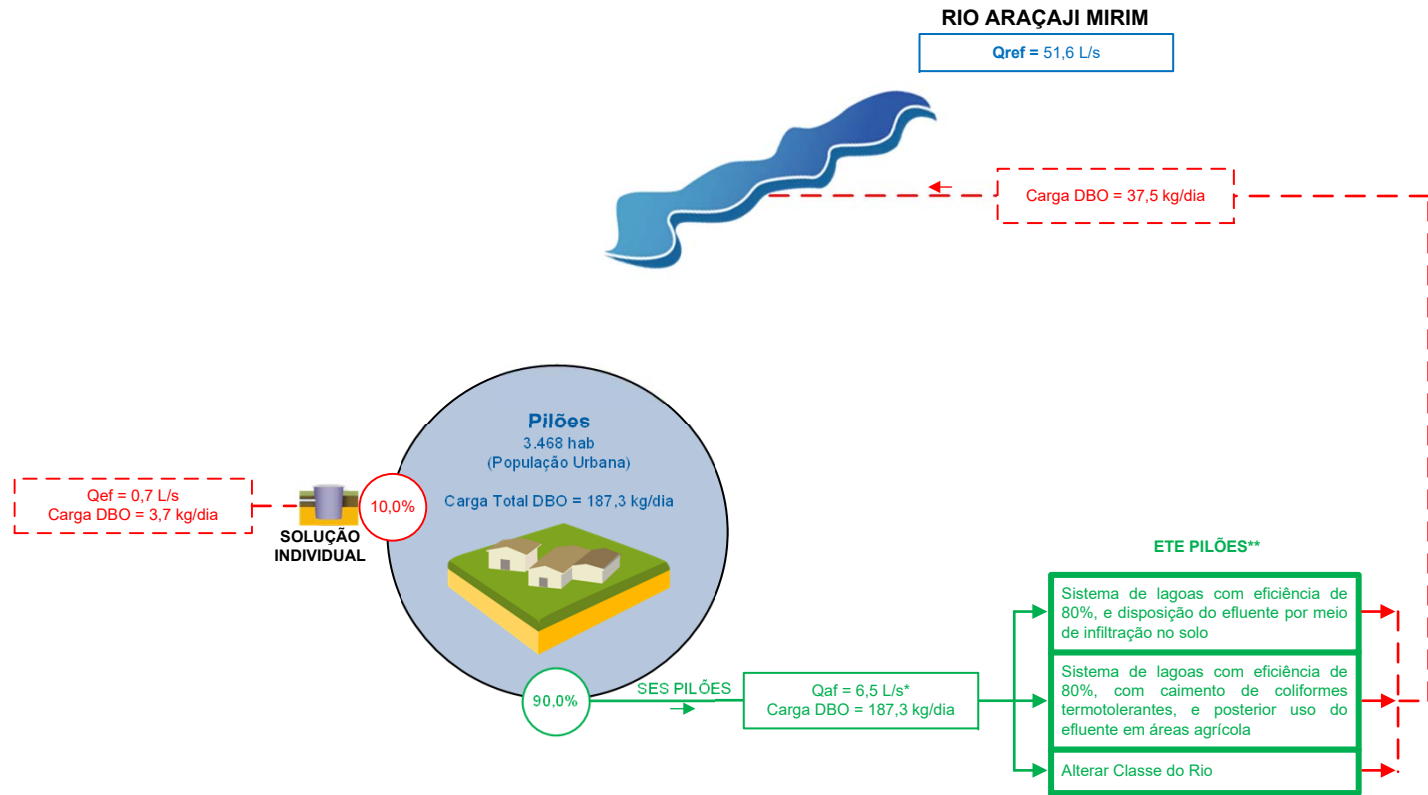 RIO ARAÇAJI MIRIM
Qref = 51,6 L/s
Carga DBO = 37,5 kg/dia
Pilões
3.468 hab
(População Urbana)
Carga Total DBO = 187,3 kg/dia
10,0%
Qef = 0,7 L/s
Carga DBO = 3,7 kg/dia
SOLUÇÃO
INDIVIDUAL
90,0%
SES PILÕES
Qaf = 6,5 L/s*
Carga DBO = 187,3 kg/dia
ETE PILÕES**
Sistema de lagoas com eficiência de
80%, e disposição do efluente por meio
de infiltração no solo
Sistema de lagoas com eficiência de
80%, com caimento de coliformes
termotolerantes, e posterior uso do
efluente em áreas agrícola
Alterar Classe do Rio